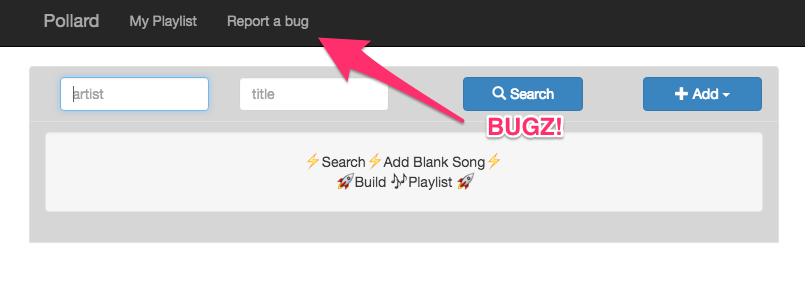 Pollard My Playlist Report a bug
artist title Search Add
BUGZ!
⚡Search⚡Add Blank Song⚡
🚀Build 🎶Playlist 🚀